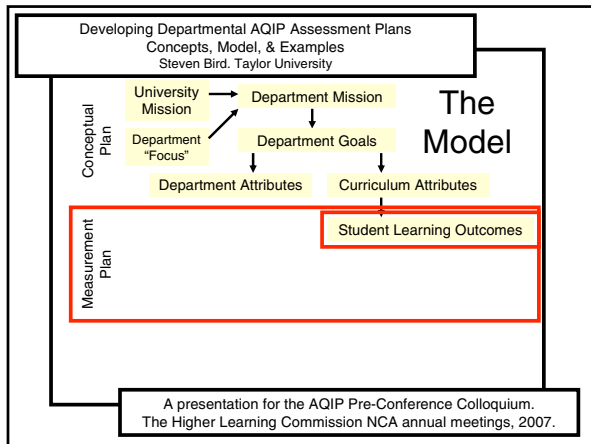 Developing Departmental AQIP Assessment Plans
Concepts, Model, & Examples
Steven Bird. Taylor University
University
Mission
Department Mission
The
Model
Conceptual
Plan
Department
“Focus”
Department Goals
Department Attributes
Curriculum Attributes
Measurement
Plan
Student Learning Outcomes
A presentation for the AQIP Pre-Conference Colloquium.
The Higher Learning Commission NCA annual meetings, 2007.